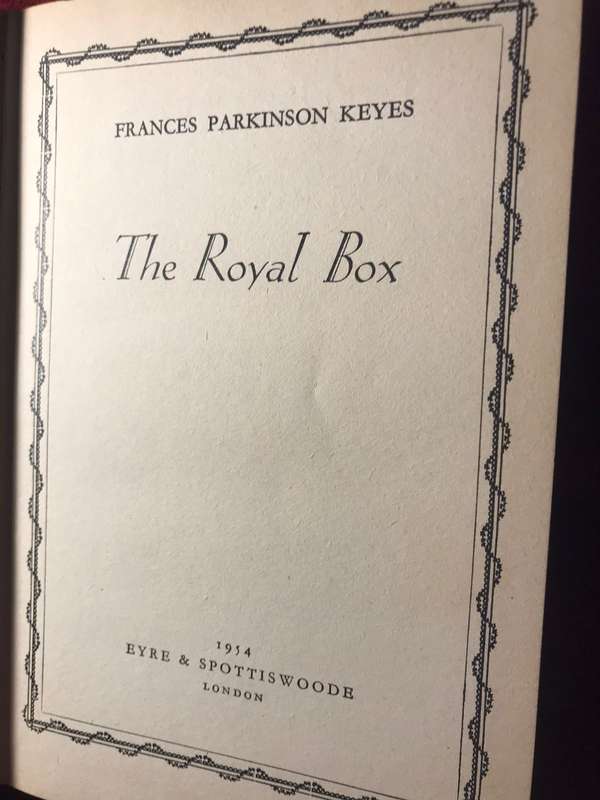 FRANCES PARKINSON KEYES
The Royal Box
1954
EYRE & SPOTTISWOODE
LONDON